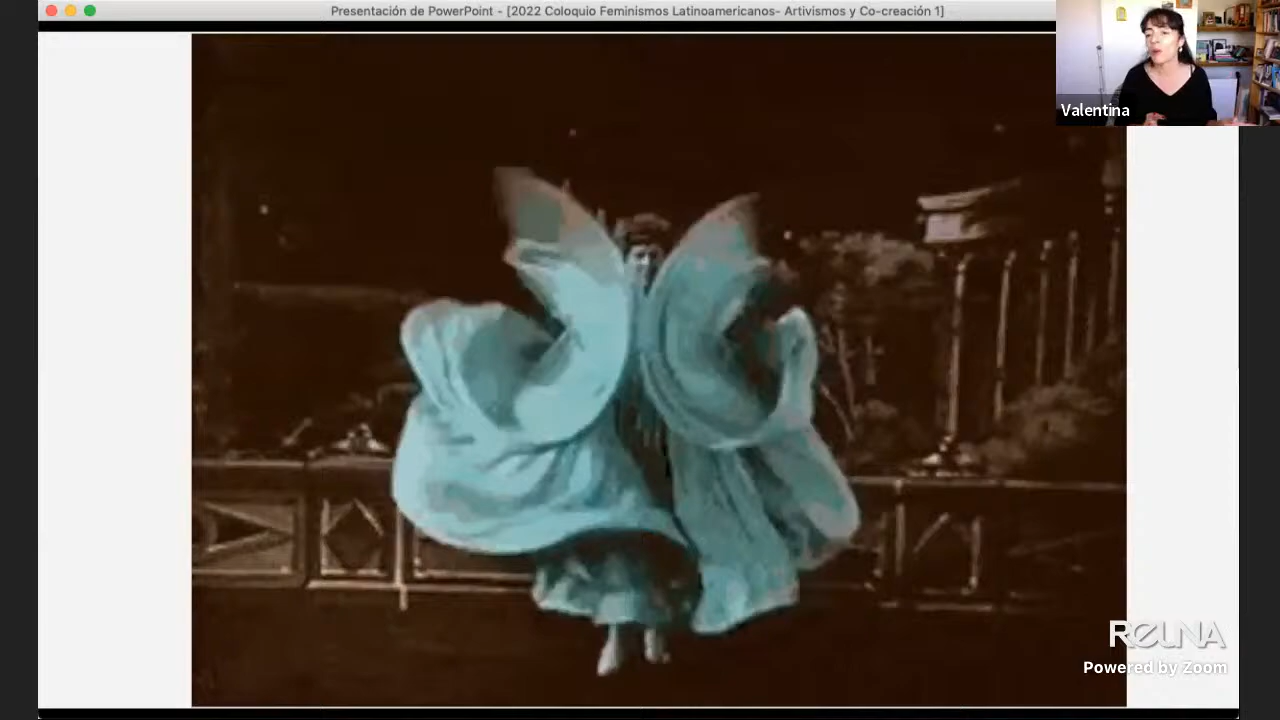 Presentación de PowerPoint - [2022 Coloquio Feminismos Latinoamericanos- Artivismos y Co-creación 1]
Valentina
REUNA
Powered by Zoom